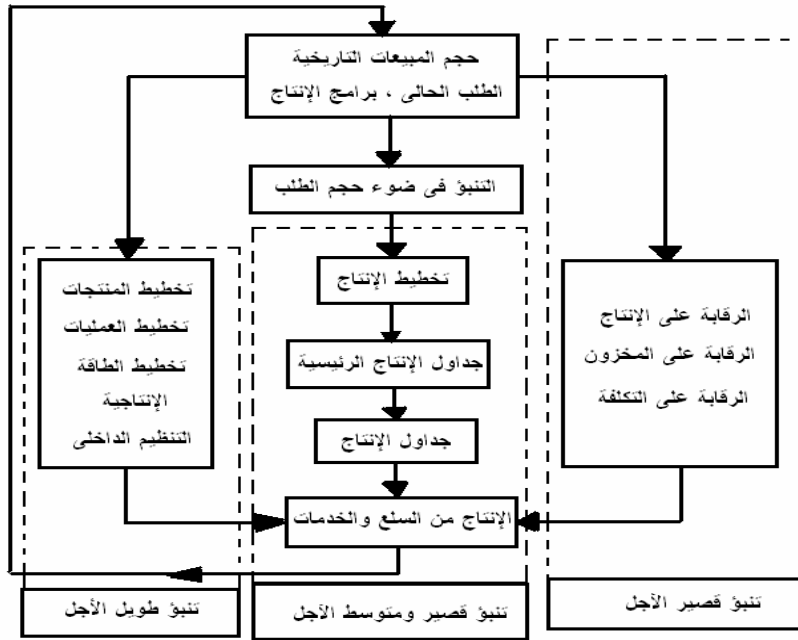 حجم المبيعات التاريخية
الطلب الحالى ، برامج الإنتاج
التنبؤ فى ضوء حجم الطلب
الرقابة على الإنتاج
الرقابة على المخزون
الرقابة على التكلفة
تخطيط الإنتاج
جداول الإنتاج الرئيسية
جداول الإنتاج
الإنتاج من السلع والخدمات
تخطيط المنتجات
تخطيط العمليات
تخطيط الطاقة
الإنتاجية
التنظيم الداخلى
تنبؤ قصير الأجل
تنبؤ قصير ومتوسط الأجل
تنبؤ طويل الأجل